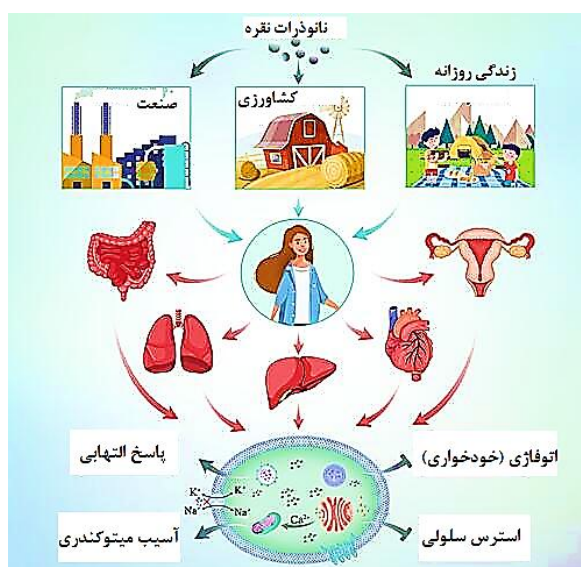 نانوذرات نقره
زندگی روزانه
کشاورزی
صنعت
پاسخ التهابی
اتوفاژی (خودخواری)
K⁺
K⁺
Na⁺
Na⁺
Ca²⁺
آسیب میتوکندری
استرس سلولی